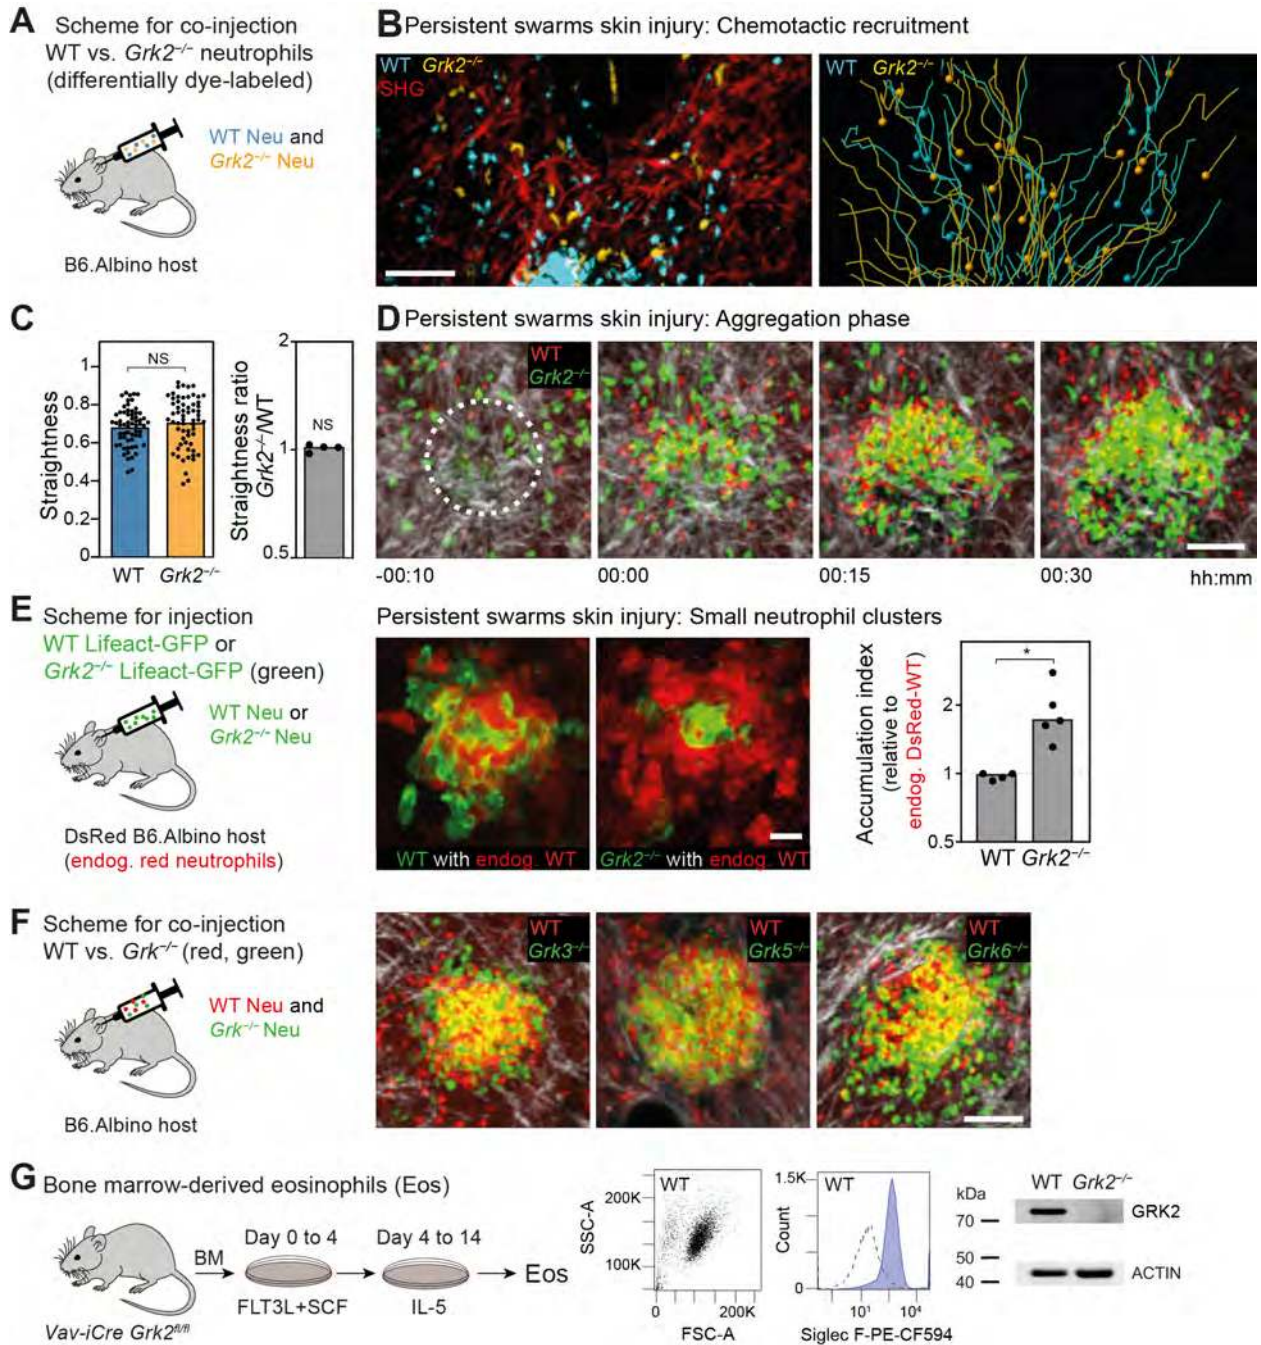 A Scheme for co-injection
WT vs. Grk2⁻/⁻ neutrophils
(differentially dye-labeled)
WT Neu and
Grk2⁻/⁻ Neu
B6.Albino host
B Persistent swarms skin injury: Chemotactic recruitment
WT Grk2⁻/⁻
SHG
WT Grk2⁻/⁻
C
Straightness
1
0.8
0.6
0.4
0.2
0
NS
WT Grk2⁻/⁻
Straightness ratio
Grk2⁻/⁻/WT
2
1
0.5
NS
D Persistent swarms skin injury: Aggregation phase
WT
Grk2⁻/⁻
-00:10 00:00 00:15 00:30 hh:mm
E Scheme for injection
WT Lifeact-GFP or
Grk2⁻/⁻ Lifeact-GFP (green)
WT Neu or
Grk2⁻/⁻ Neu
DsRed B6.Albino host
(endog. red neutrophils)
Persistent swarms skin injury: Small neutrophil clusters
WT with endog. WT
Grk2⁻/⁻ with endog. WT
Accumulation index
(relative to
endog. DsRed-WT)
2
1
0.5
*
WT Grk2⁻/⁻
F Scheme for co-injection
WT vs. Grk⁻/⁻ (red, green)
WT Neu and
Grk⁻/⁻ Neu
B6.Albino host
WT
Grk3⁻/⁻
WT
Grk5⁻/⁻
WT
Grk6⁻/⁻
G Bone marrow-derived eosinophils (Eos)
BM
Day 0 to 4
FLT3L+SCF
Day 4 to 14
IL-5
Eos
Vav-iCre Grk2ᶠˡ/ᶠˡ
SSC-A
200K
100K
WT
0 200K
FSC-A
Count
1.5K
0
WT
10¹ 10⁴
Siglec F-PE-CF594
kDa
70
50
40
WT Grk2⁻/⁻
GRK2
ACTIN